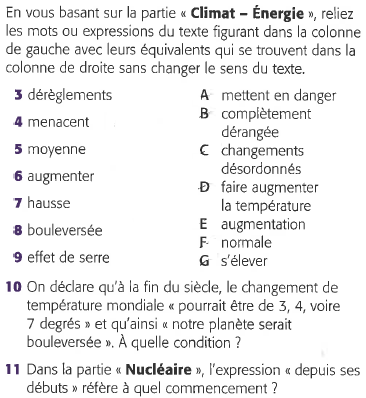 En vous basant sur la partie « Climat – Énergie », reliez
les mots ou expressions du texte figurant dans la colonne
de gauche avec leurs équivalents qui se trouvent dans la
colonne de droite sans changer le sens du texte.
3 dérèglements
4 menacent
5 moyenne
6 augmenter
7 hausse
8 bouleversée
9 effet de serre
A mettent en danger
B complètement
dérangée
C changements
désordonnés
D faire augmenter
la température
E augmentation
F normale
G s'élever
10 On déclare qu'à la fin du siècle, le changement de
température mondiale « pourrait être de 3, 4, voire
7 degrés » et qu'ainsi « notre planète serait
bouleversée ». À quelle condition ?
11 Dans la partie « Nucléaire », l'expression « depuis ses
débuts » réfère à quel commencement ?